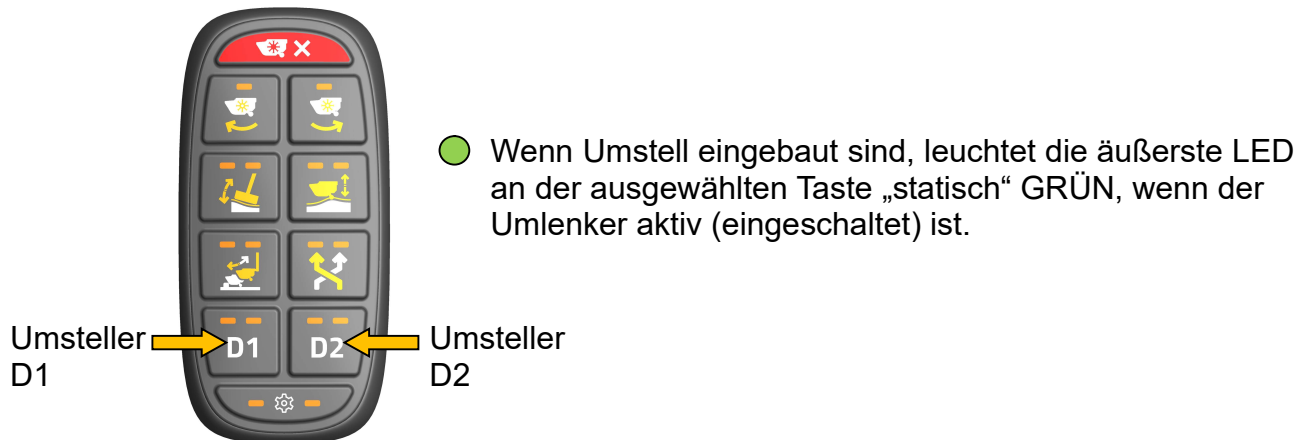 Wenn Umstell eingebaut sind, leuchtet die äußerste LED
an der ausgewählten Taste „statisch“ GRÜN, wenn der
Umlenker aktiv (eingeschaltet) ist.
Umsteller
D1
D1
D2
Umsteller
D2